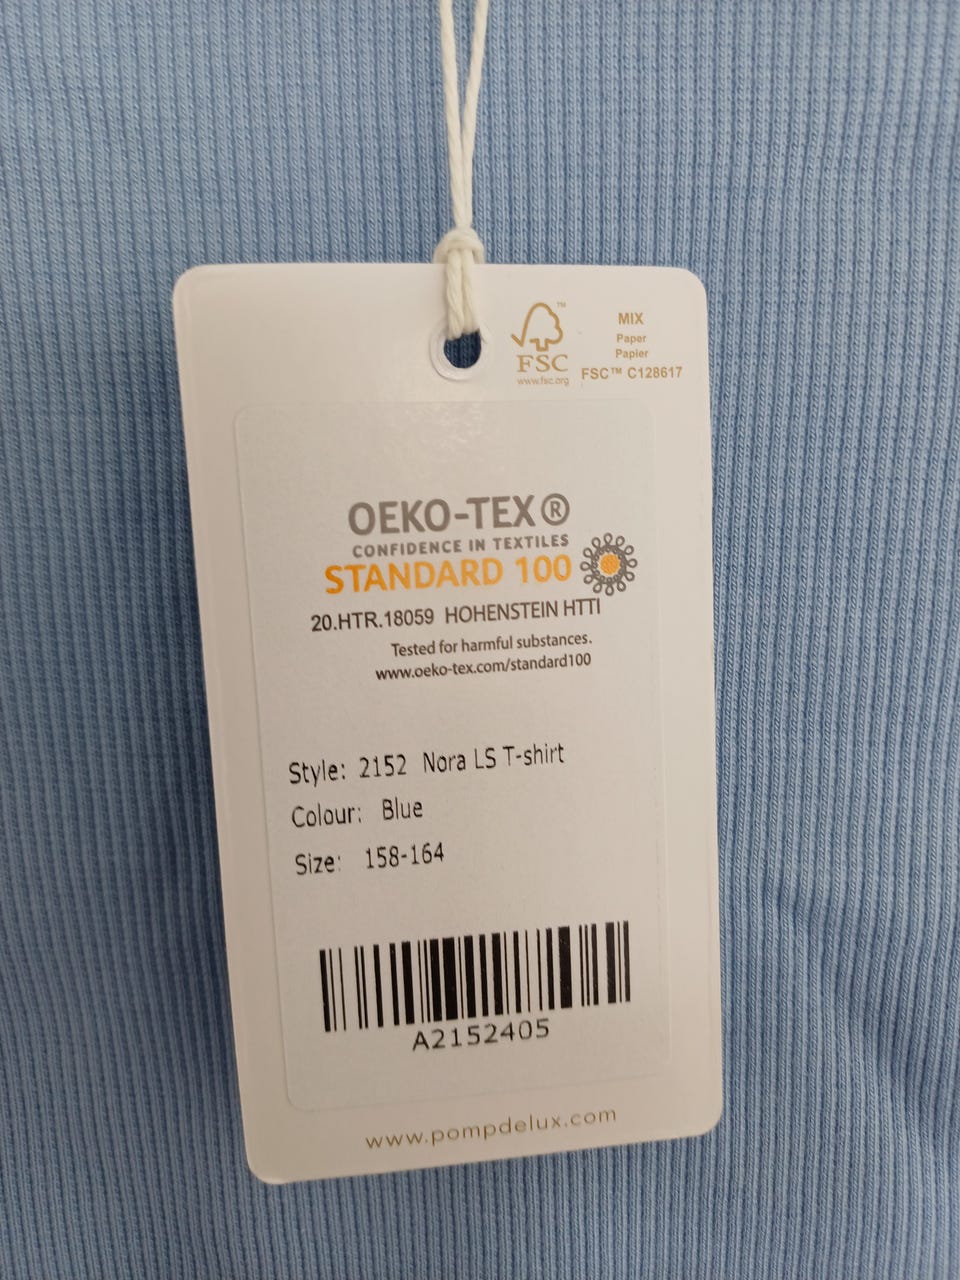 FSC™
www.fsc.org
MIX
Paper
Papier
FSC™ C128617
OEKO-TEX®
CONFIDENCE IN TEXTILES
STANDARD 100
20.HTR.18059 HOHENSTEIN HTTI
Tested for harmful substances.
www.oeko-tex.com/standard100
Style: 2152 Nora LS T-shirt
Colour: Blue
Size: 158-164
A2152405
www.pompdelux.com